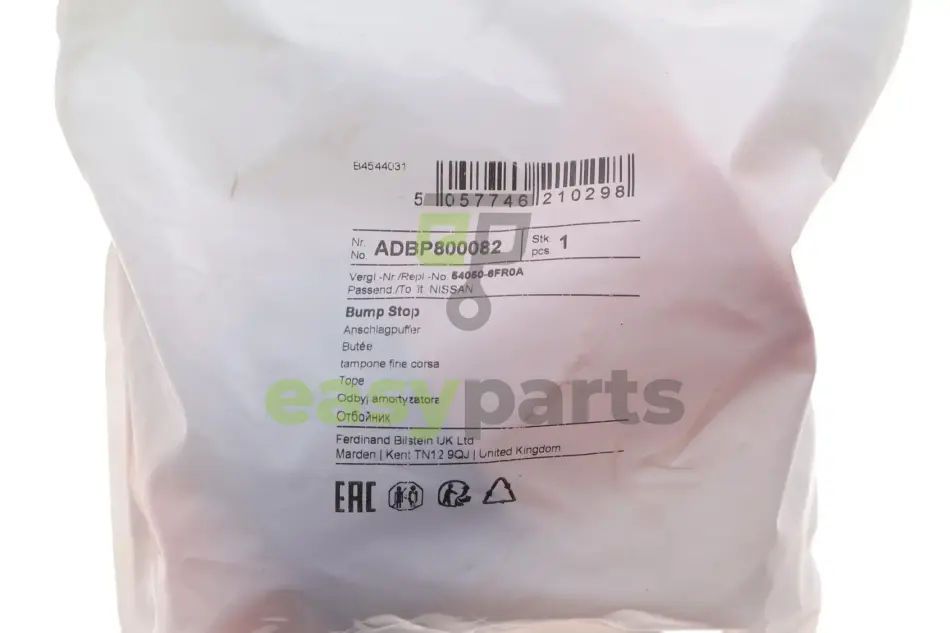 B4544031
5 057746 210298
Nr.
No. ADBP800082 Stk. pcs. 1
Vergl.-Nr./Repl.-No. 54050-6FR0A
Passend./To fit NISSAN
Bump Stop
Anschlagpuffer
Butée
tampone fine corsa
Tope
Odbyj amortyzatora
Отбойник
easyparts
Ferdinand Bilstein UK Ltd
Marden | Kent TN12 9QJ | United Kingdom
EAC